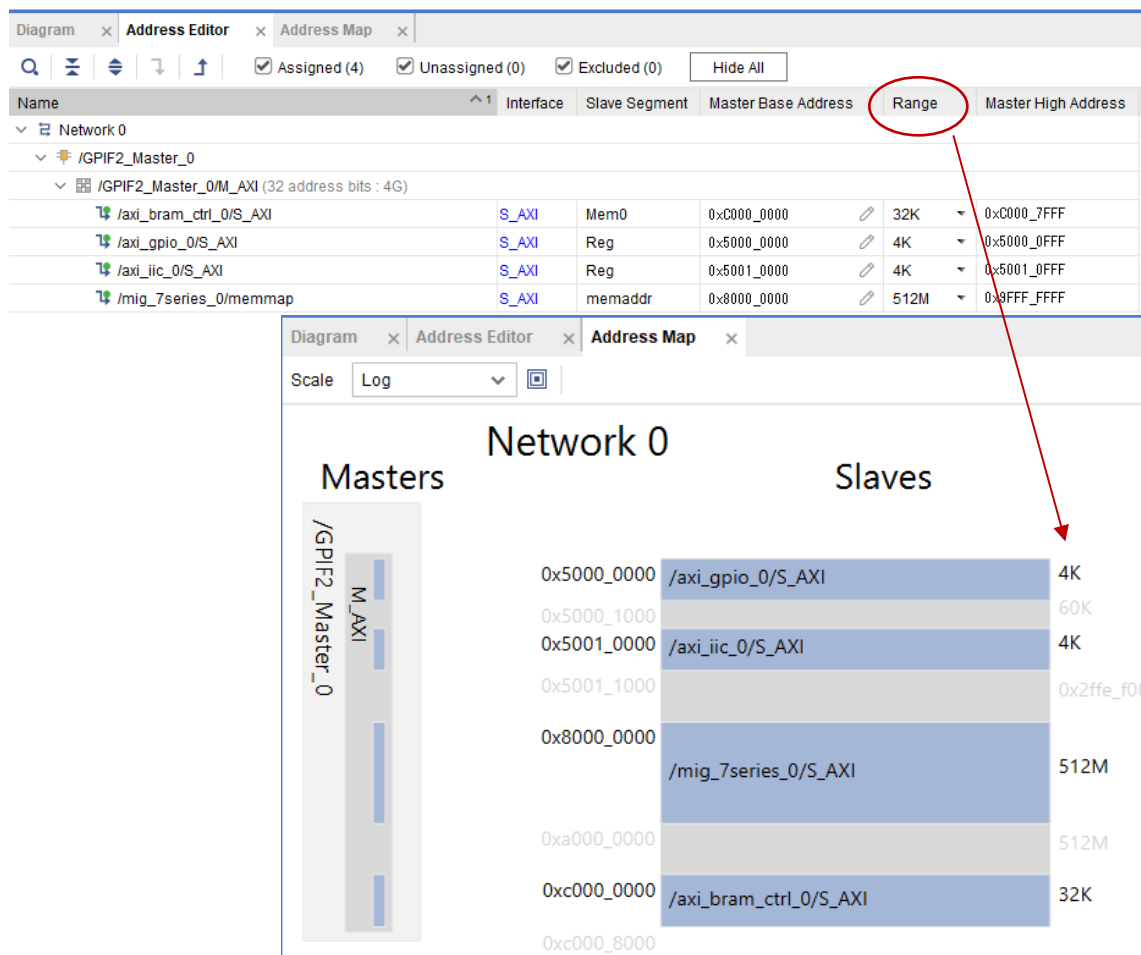 Diagram × Address Editor × Address Map ×
Assigned (4) Unassigned (0) Excluded (0) Hide All
Name ^1 Interface Slave Segment Master Base Address Range Master High Address
Network 0
/GPIF2_Master_0
/GPIF2_Master_0/M_AXI (32 address bits : 4G)
/axi_bram_ctrl_0/S_AXI S_AXI Mem0 0xC000_0000 32K 0xC000_7FFF
/axi_gpio_0/S_AXI S_AXI Reg 0x5000_0000 4K 0x5000_0FFF
/axi_iic_0/S_AXI S_AXI Reg 0x5001_0000 4K 0x5001_0FFF
/mig_7series_0/memmap S_AXI memaddr 0x8000_0000 512M 0x9FFF_FFFF
Diagram × Address Editor × Address Map ×
Scale Log
Network 0
Masters Slaves
/GPIF2_Master_0
M_AXI
0x5000_0000 /axi_gpio_0/S_AXI 4K
0x5000_1000 60K
0x5001_0000 /axi_iic_0/S_AXI 4K
0x5001_1000
0x8000_0000 /mig_7series_0/S_AXI 512M
0xa000_0000 512M
0xc000_0000 /axi_bram_ctrl_0/S_AXI 32K
0xc000_8000